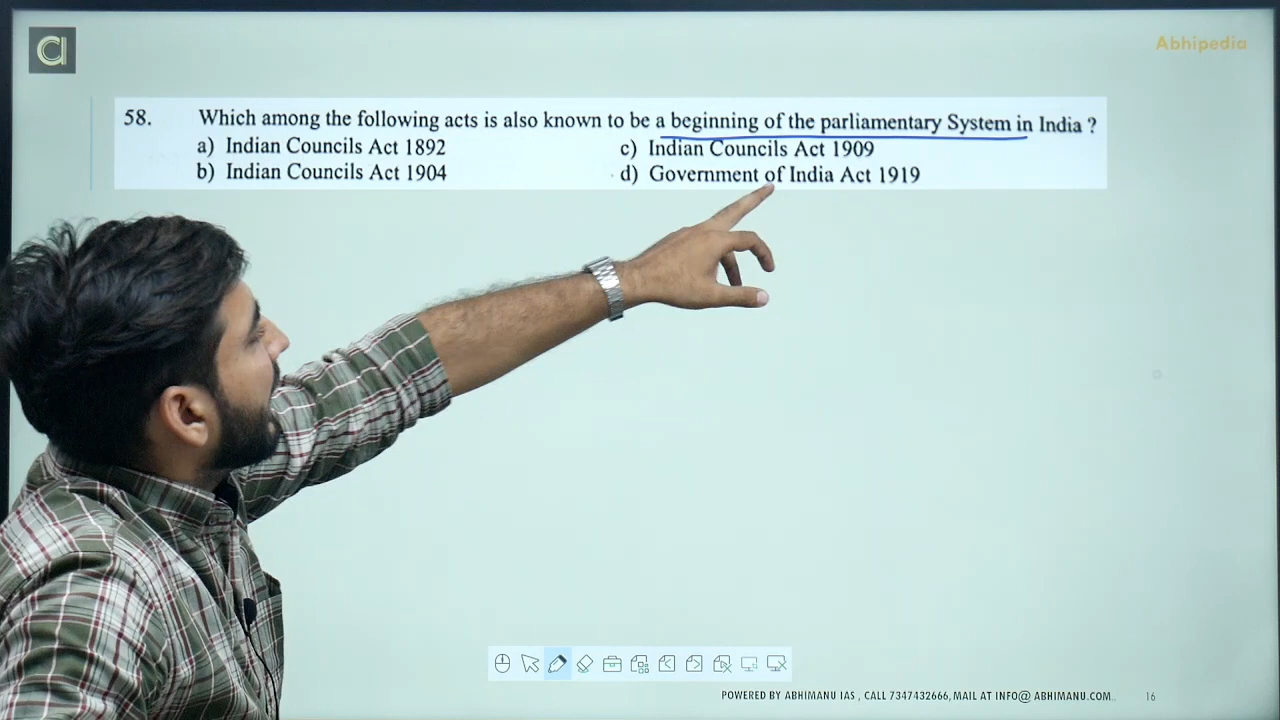 Abhipedia
58. Which among the following acts is also known to be a beginning of the parliamentary System in India ?
a) Indian Councils Act 1892 c) Indian Councils Act 1909
b) Indian Councils Act 1904 d) Government of India Act 1919
POWERED BY ABHIMANU IAS , CALL 7347432666, MAIL AT INFO@ ABHIMANU.COM.. 16